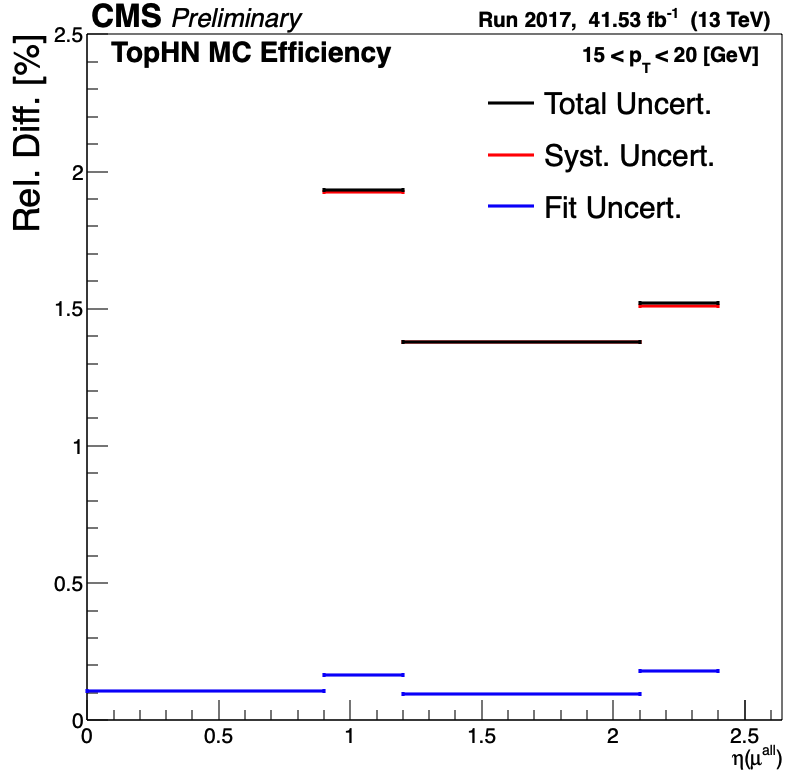 CMS Preliminary
Run 2017, 41.53 fb⁻¹ (13 TeV)
TopHN MC Efficiency
15 < p_T < 20 [GeV]
Total Uncert.
Syst. Uncert.
Fit Uncert.
Rel. Diff. [%]
2.5
2
1.5
1
0.5
0
0 0.5 1 1.5 2 2.5
η(μ^all)